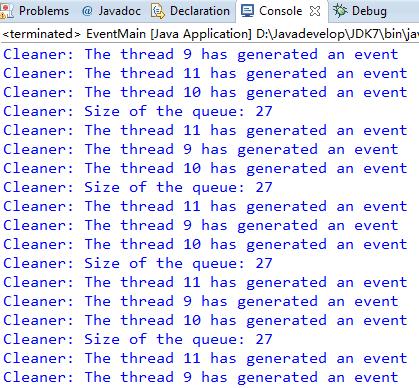 Problems @ Javadoc Declaration Console Debug
<terminated> EventMain [Java Application] D:\Javadevelop\JDK7\bin\jav
Cleaner: The thread 9 has generated an event
Cleaner: The thread 11 has generated an event
Cleaner: The thread 10 has generated an event
Cleaner: Size of the queue: 27
Cleaner: The thread 11 has generated an event
Cleaner: The thread 9 has generated an event
Cleaner: The thread 10 has generated an event
Cleaner: Size of the queue: 27
Cleaner: The thread 11 has generated an event
Cleaner: The thread 9 has generated an event
Cleaner: The thread 10 has generated an event
Cleaner: Size of the queue: 27
Cleaner: The thread 11 has generated an event
Cleaner: The thread 9 has generated an event
Cleaner: The thread 10 has generated an event
Cleaner: Size of the queue: 27
Cleaner: The thread 11 has generated an event
Cleaner: The thread 9 has generated an event